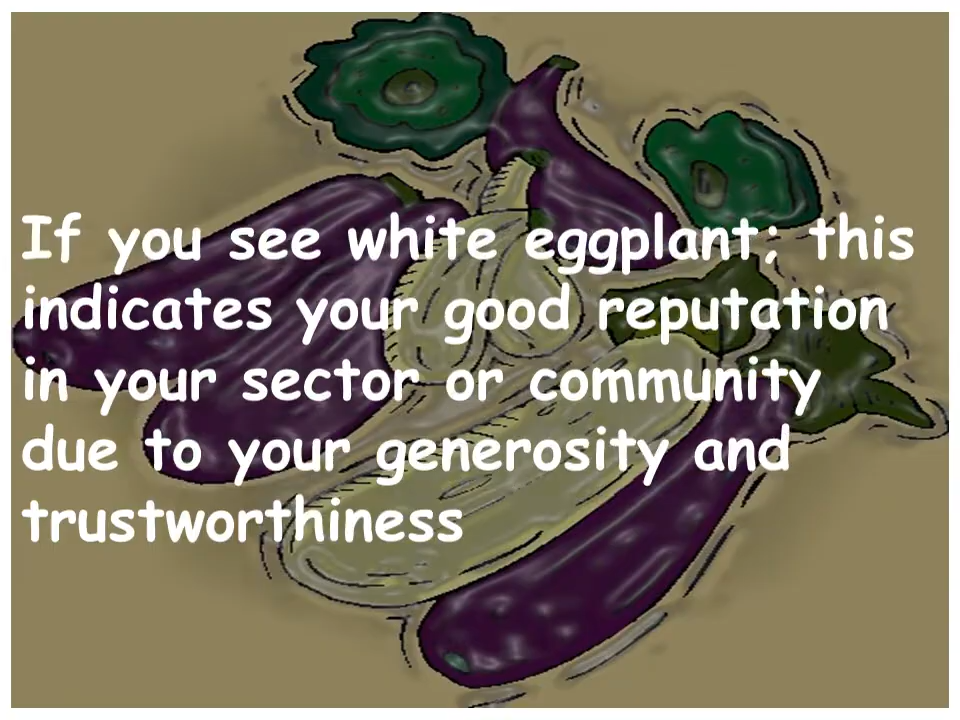 If you see white eggplant; this
indicates your good reputation
in your sector or community
due to your generosity and
trustworthiness